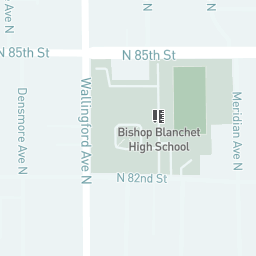 N 85th St
N 85th St
Densmore Ave N
Wallingford Ave N
Meridian Ave N
Bishop Blanchet
High School
N 82nd St